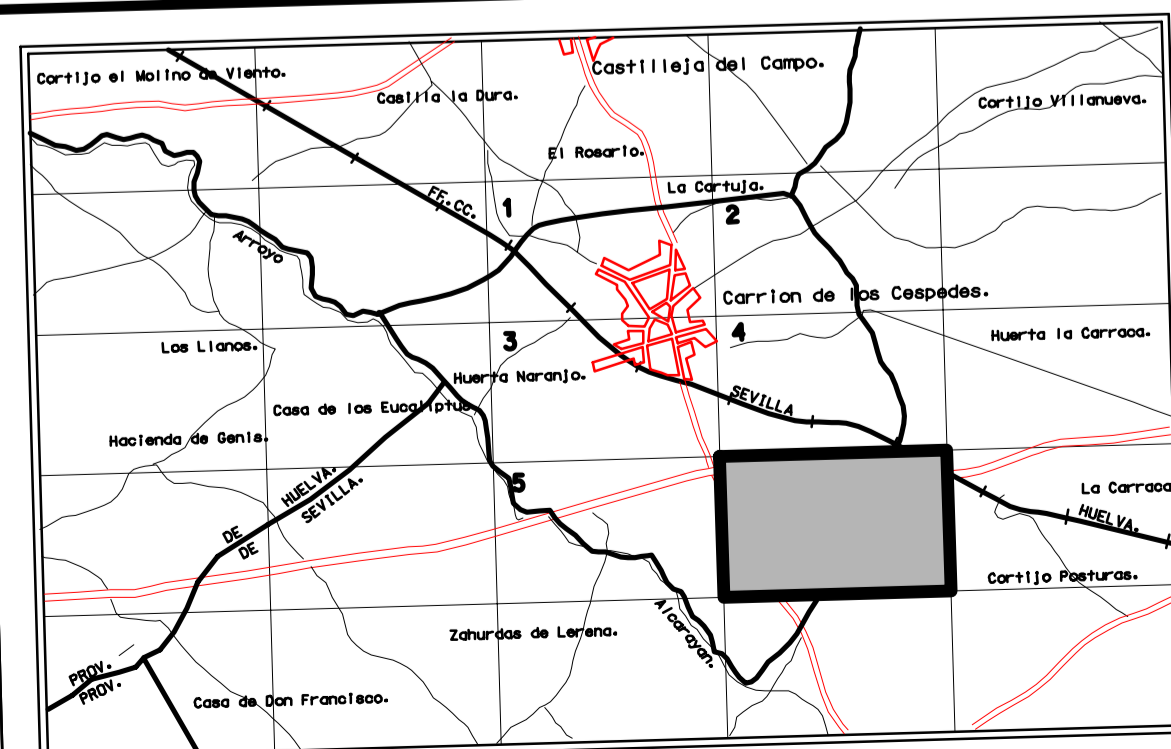 Castilleja del Campo.
Cortijo el Molino de Viento.
Casilla la Dura.
Cortijo Villanueva.
El Rosario.
La Cartuja.
FF.CC.
1
2
Arroyo
Carrion de los Cespedes.
3
4
Huerta la Carraca.
Los Llanos.
Huerta Naranjo.
SEVILLA
Casa de los Eucaliptus
Hacienda de Genis.
HUELVA.
SEVILLA.
5
La Carraca
HUELVA.
DE
DE
Cortijo Posturas.
Alcarayan.
Zahurdas de Lerena.
PROV.
PROV.
Casa de Don Francisco.